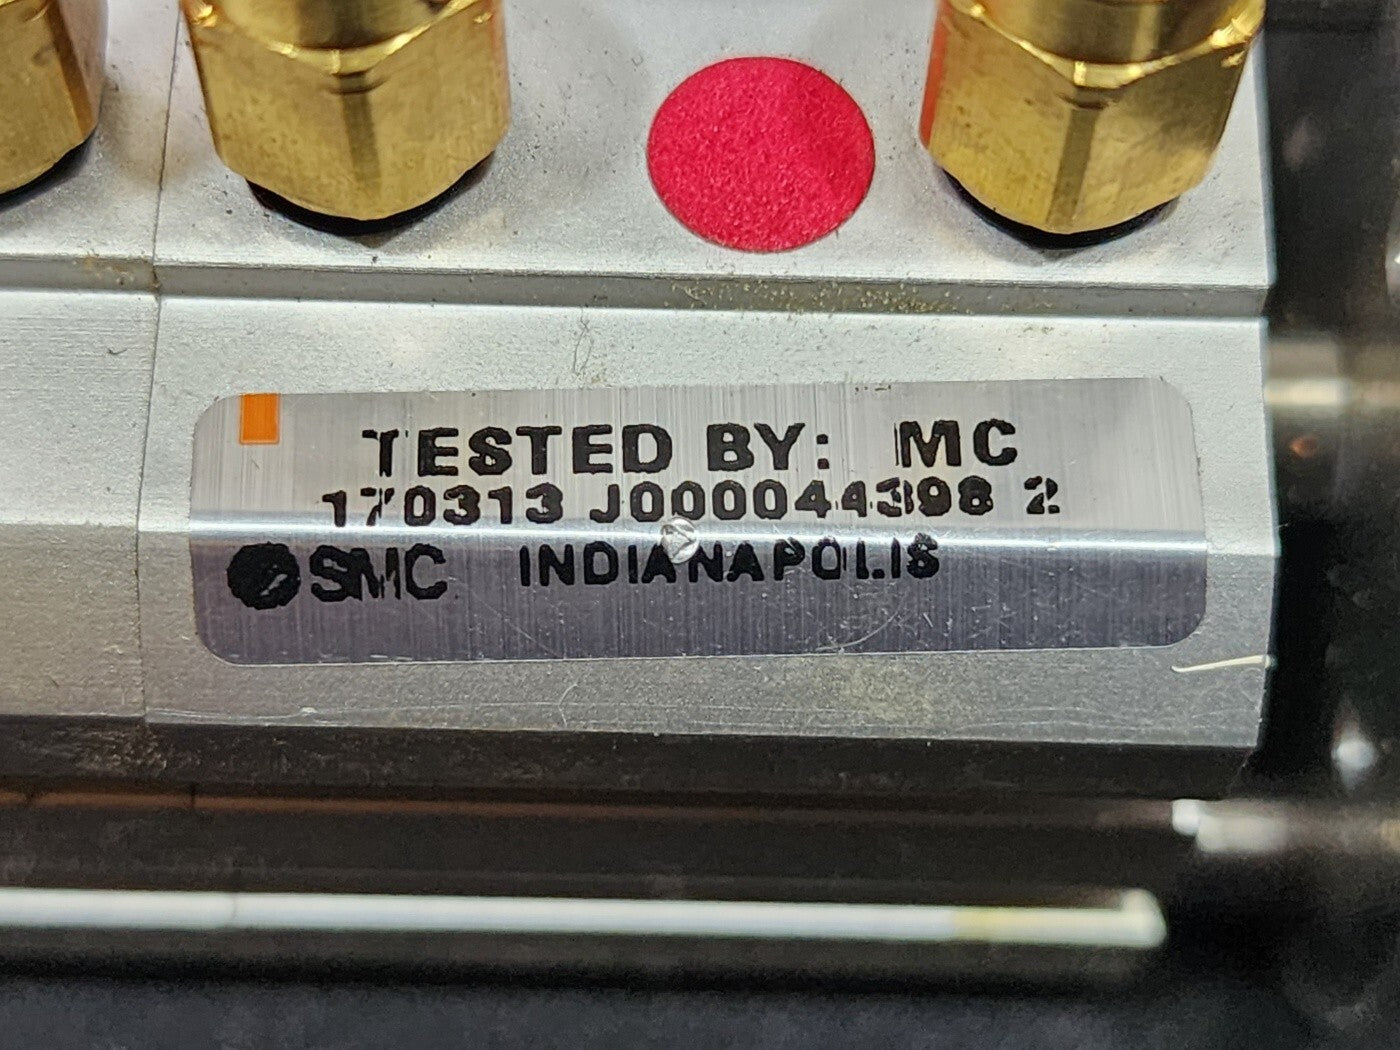 TESTED BY: MC
170313 J000044398 2
SMC INDIANAPOLIS